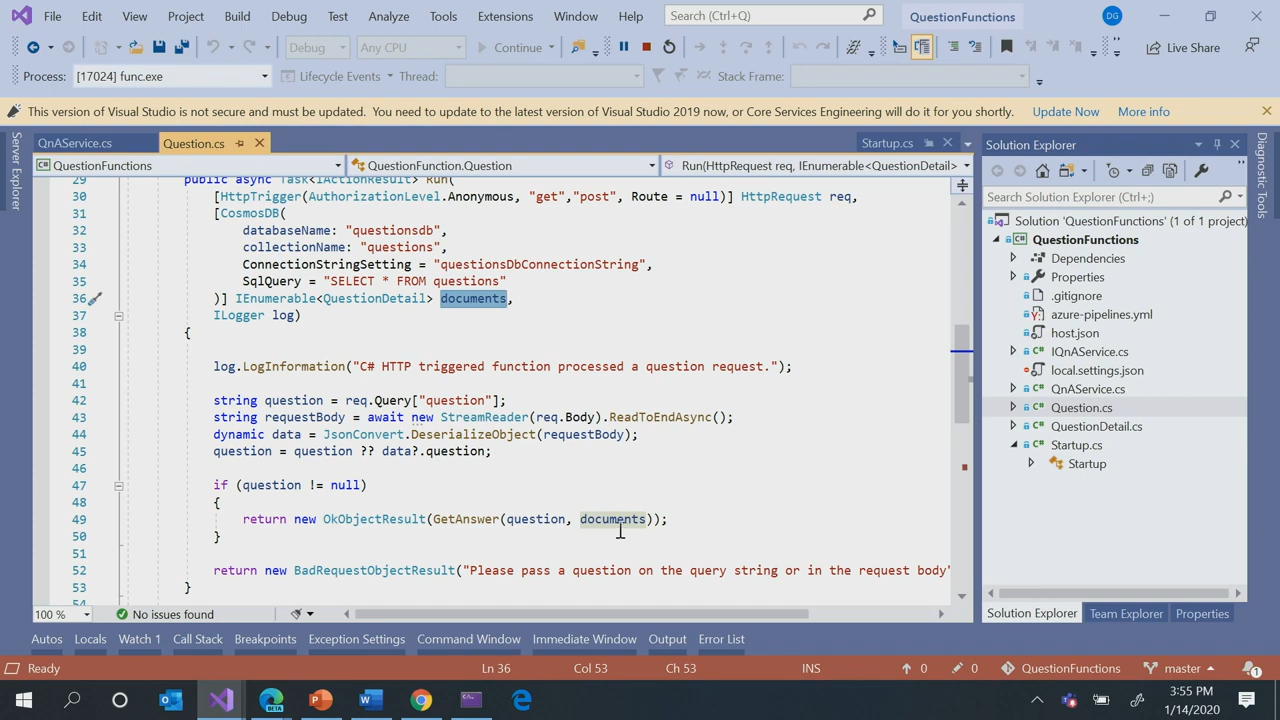 File Edit View Project Build Debug Test Analyze Tools Extensions Window Help Search (Ctrl+Q) QuestionFunctions DG
Debug Any CPU Continue Live Share
Process: [17024] func.exe Lifecycle Events Thread: Stack Frame:
This version of Visual Studio is not secure and must be updated. You need to update to the latest version of Visual Studio 2019 now, or Core Services Engineering will do it for you shortly. Update Now More info
QnAService.cs Question.cs Startup.cs
QuestionFunctions QuestionFunction.Question Run(HttpRequest req, IEnumerable<QuestionDetail>
29 public async Task<IActionResult> Run(
30 [HttpTrigger(AuthorizationLevel.Anonymous, "get","post", Route = null)] HttpRequest req,
31 [CosmosDB(
32 databaseName: "questionsdb",
33 collectionName: "questions",
34 ConnectionStringSetting = "questionsDbConnectionString",
35 SqlQuery = "SELECT * FROM questions"
36 )] IEnumerable<QuestionDetail> documents,
37 ILogger log)
38 {
39
40 log.LogInformation("C# HTTP triggered function processed a question request.");
41
42 string question = req.Query["question"];
43 string requestBody = await new StreamReader(req.Body).ReadToEndAsync();
44 dynamic data = JsonConvert.DeserializeObject(requestBody);
45 question = question ?? data?.question;
46
47 if (question != null)
48 {
49 return new OkObjectResult(GetAnswer(question, documents));
50 }
51
52 return new BadRequestObjectResult("Please pass a question on the query string or in the request body"
53 }
54
100 % No issues found
Server Explorer
Solution Explorer
Search Solution Explorer (Ctrl+;)
Solution 'QuestionFunctions' (1 of 1 project)
QuestionFunctions
Dependencies
Properties
.gitignore
azure-pipelines.yml
host.json
IQnAService.cs
local.settings.json
QnAService.cs
Question.cs
QuestionDetail.cs
Startup.cs
Startup
Solution Explorer Team Explorer Properties
Diagnostic Tools
Autos Locals Watch 1 Call Stack Breakpoints Exception Settings Command Window Immediate Window Output Error List
Ready Ln 36 Col 53 Ch 53 INS 0 0 QuestionFunctions master 1
BETA
3:55 PM
1/14/2020